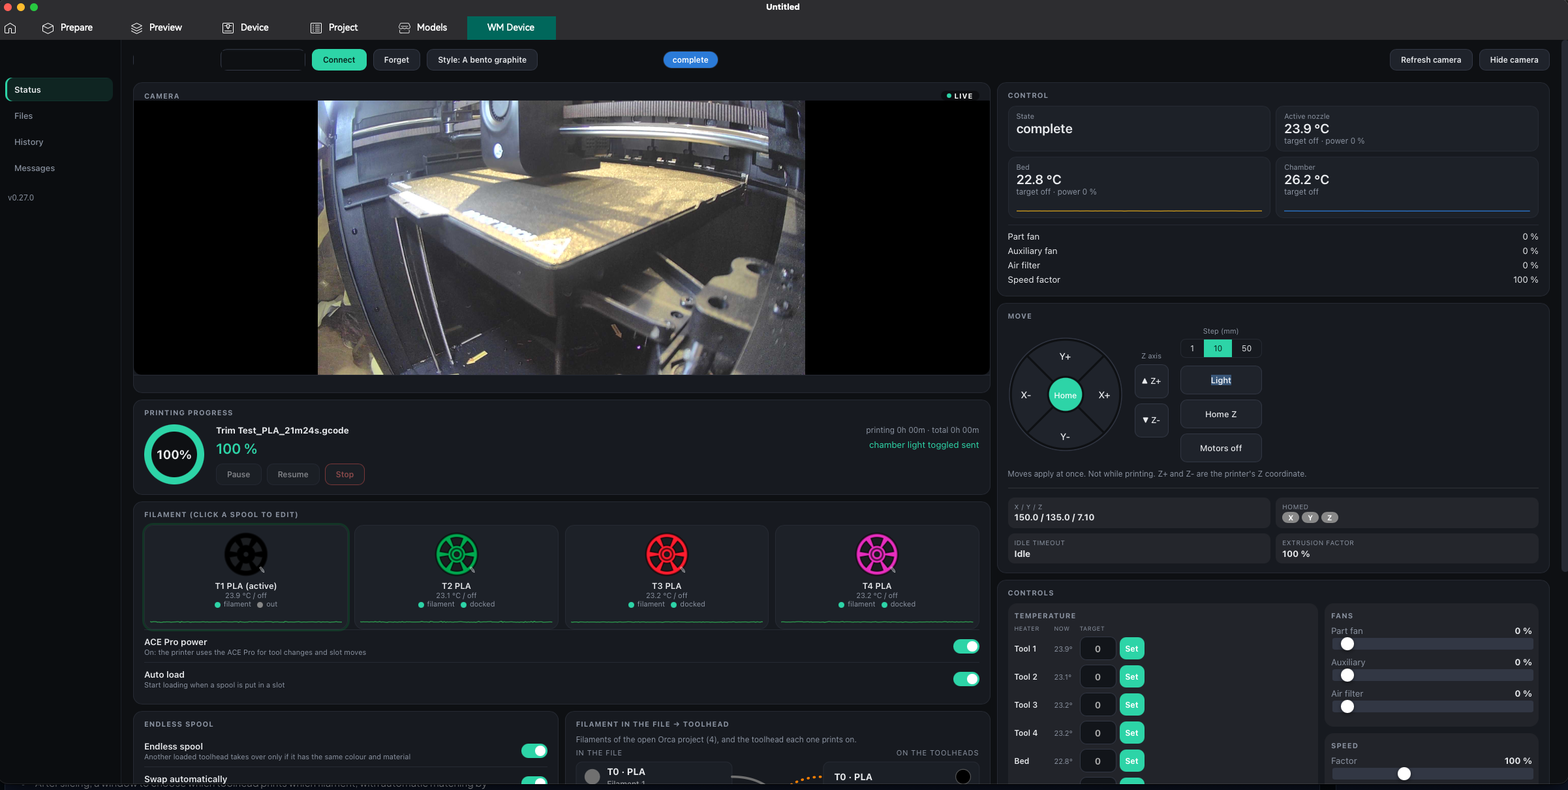 Untitled
Prepare
Preview
Device
Project
Models
WM Device
Connect
Forget
Style: A bento graphite
complete
Refresh camera
Hide camera
Status
Files
History
Messages
v0.27.0
CAMERA
LIVE
PRINTING PROGRESS
100%
Trim Test_PLA_21m24s.gcode
100 %
printing 0h 00m · total 0h 00m
chamber light toggled sent
Pause
Resume
Stop
FILAMENT (CLICK A SPOOL TO EDIT)
T1 PLA (active)
23.9 °C / off
filament out
T2 PLA
23.1 °C / off
filament docked
T3 PLA
23.2 °C / off
filament docked
T4 PLA
23.2 °C / off
filament docked
ACE Pro power
On: the printer uses the ACE Pro for tool changes and slot moves
Auto load
Start loading when a spool is put in a slot
ENDLESS SPOOL
Endless spool
Another loaded toolhead takes over only if it has the same colour and material
Swap automatically
FILAMENT IN THE FILE → TOOLHEAD
Filaments of the open Orca project (4), and the toolhead each one prints on.
IN THE FILE
ON THE TOOLHEADS
T0 · PLA
Filament 1
T0 · PLA
CONTROL
State
complete
Active nozzle
23.9 °C
target off · power 0 %
Bed
22.8 °C
target off · power 0 %
Chamber
26.2 °C
target off
Part fan 0 %
Auxiliary fan 0 %
Air filter 0 %
Speed factor 100 %
MOVE
Y+
X-
Home
X+
Y-
Z axis
▲ Z+
▼ Z-
Step (mm)
1 10 50
Light
Home Z
Motors off
Moves apply at once. Not while printing. Z+ and Z- are the printer's Z coordinate.
X / Y / Z
150.0 / 135.0 / 7.10
HOMED
X Y Z
IDLE TIMEOUT
Idle
EXTRUSION FACTOR
100 %
CONTROLS
TEMPERATURE
HEATER NOW TARGET
Tool 1 23.9° 0 Set
Tool 2 23.1° 0 Set
Tool 3 23.2° 0 Set
Tool 4 23.2° 0 Set
Bed 22.8° 0 Set
FANS
Part fan 0 %
Auxiliary 0 %
Air filter 0 %
SPEED
Factor 100 %